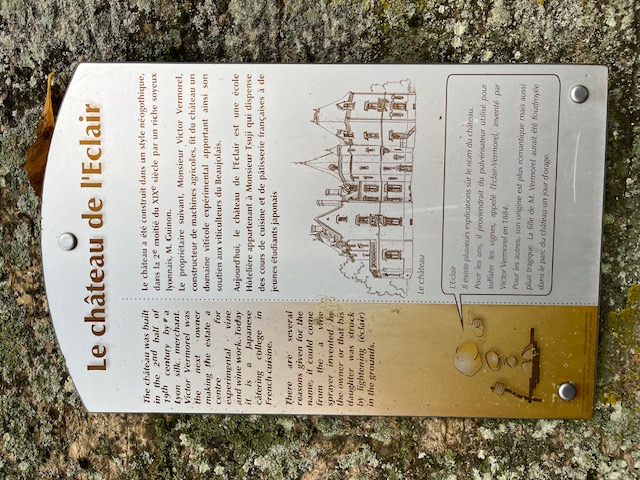 Le château de l'Eclair
Le château a été construit dans un style néogothique,
dans la 2e moitié du XIXe siècle par un riche soyeux
lyonnais, M. Guimon.
Le propriétaire suivant, Monsieur Victor Vermorel,
constructeur de machines agricoles, fit du château un
domaine viticole expérimental apportant ainsi son
soutien aux viticulteurs du Beaujolais.
Aujourd'hui, le château de l'Eclair est une école
Hôtelière appartenant à Monsieur Tsuji qui dispense
des cours de cuisine et de pâtisserie françaises à de
jeunes étudiants japonais
Le château
L'Eclair
Il existe plusieurs explications sur le nom du château.
Pour les uns, il proviendrait du pulvérisateur utilisé pour
sulfater les vignes, appelé l'Eclair-Vermorel, inventé par
Victor Vermorel en 1884.
Pour les autres, son origine est plus romantique mais aussi
plus tragique. La fille de M. Vermorel aurait été foudroyée
dans le parc du château un jour d'orage.
The château was built
in the 2nd half of
19th century by a
Lyon silk merchant.
Victor Vermorel was
the next owner
making the estate a
centre for
experimental vine
and wine work. Today
it is a Japanese
catering college in
French cuisine.
There are several
reasons given for the
name, it could come
from the a vine
sprayer invented by
the owner or that his
daughter was struck
by lightening (éclair)
in the grounds.